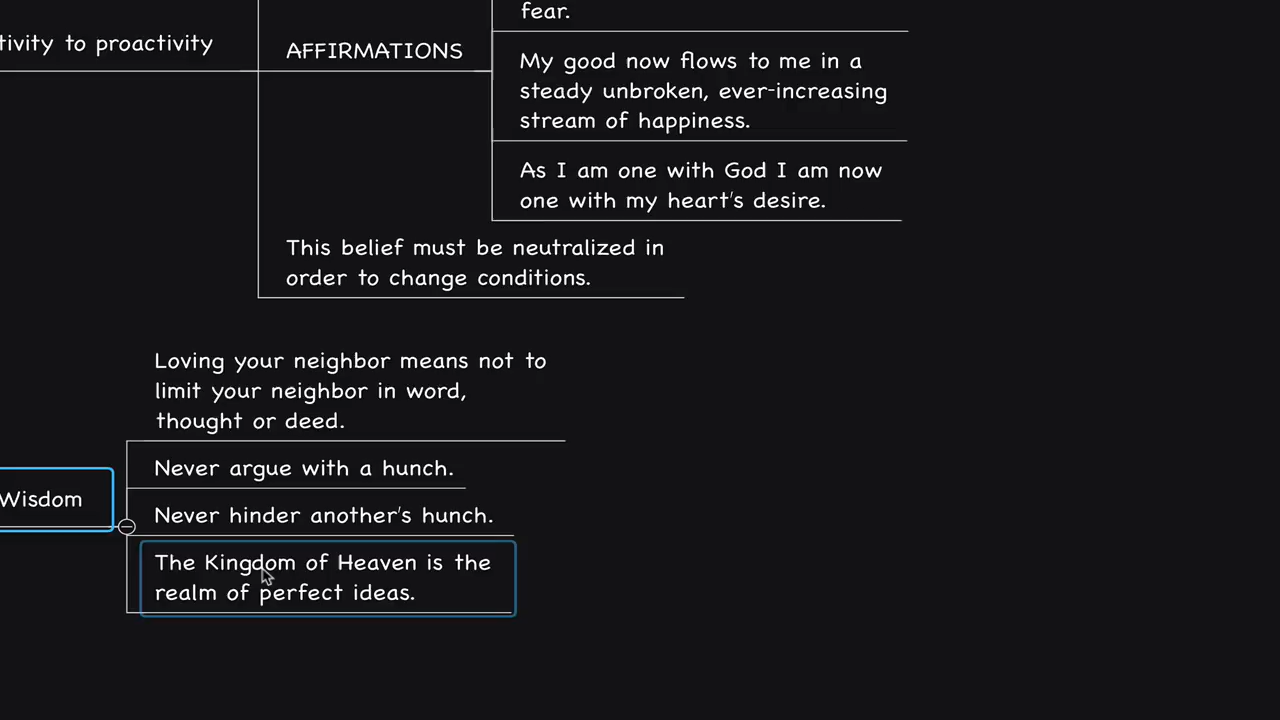 fear.
tivity to proactivity
AFFIRMATIONS
My good now flows to me in a
steady unbroken, ever-increasing
stream of happiness.
As I am one with God I am now
one with my heart's desire.
This belief must be neutralized in
order to change conditions.
Loving your neighbor means not to
limit your neighbor in word,
thought or deed.
Never argue with a hunch.
Wisdom
Never hinder another's hunch.
The Kingdom of Heaven is the
realm of perfect ideas.